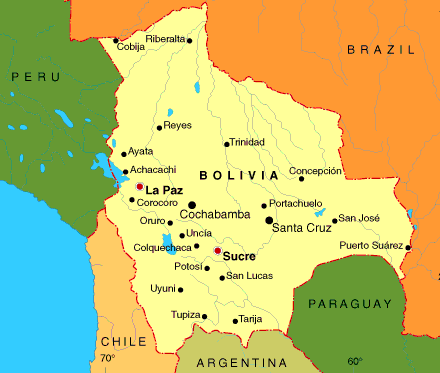 Riberalta
Cobija
BRAZIL
PERU
Reyes
Trinidad
Ayata
Achacachi
Concepción
BOLIVIA
La Paz
Corocoro
Portachuelo
Cochabamba
Oruro
San José
Santa Cruz
Uncía
Colquechaca
Puerto Suárez
Sucre
Potosí
San Lucas
Uyuni
PARAGUAY
Tupiza
Tarija
CHILE
70°
ARGENTINA
60°